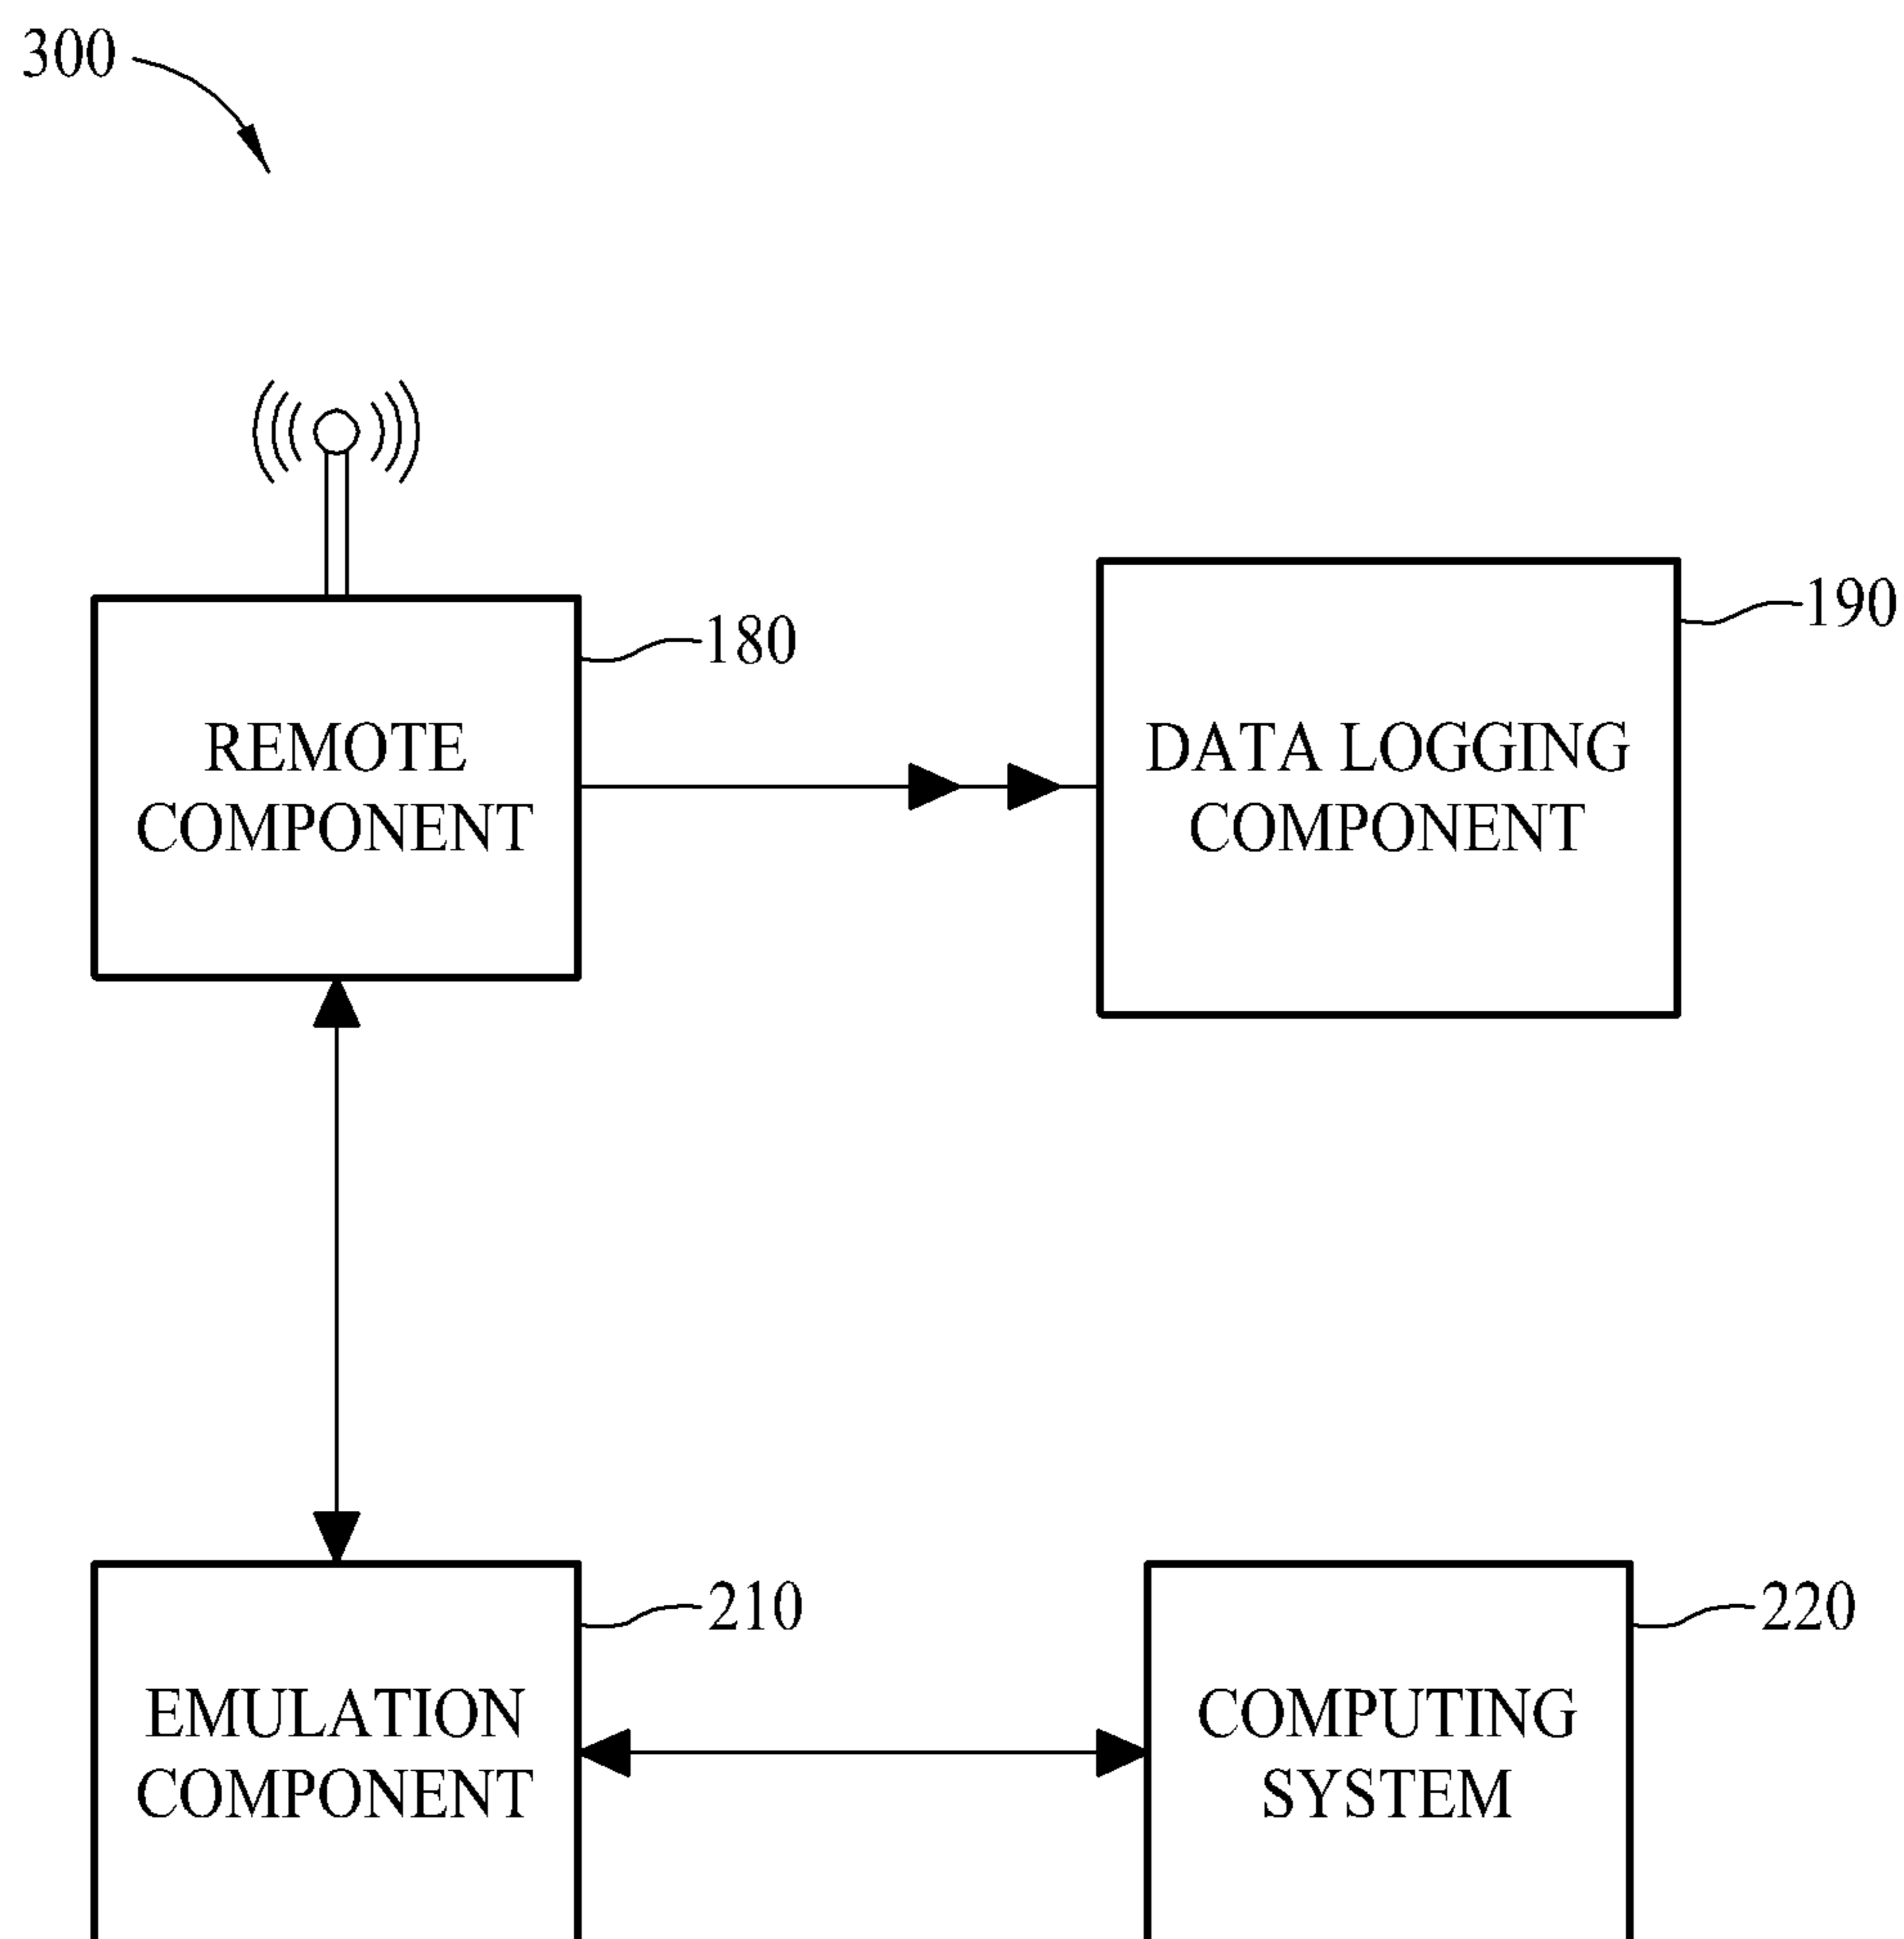 300
180
190
REMOTE
COMPONENT
DATA LOGGING
COMPONENT
210
220
EMULATION
COMPONENT
COMPUTING
SYSTEM